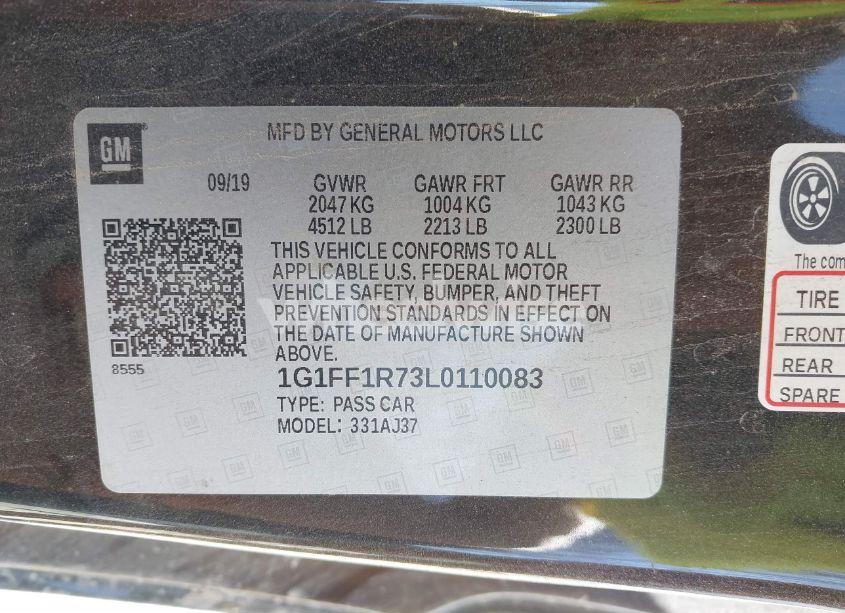 GM
MFD BY GENERAL MOTORS LLC
09/19 GVWR GAWR FRT GAWR RR
2047 KG 1004 KG 1043 KG
4512 LB 2213 LB 2300 LB
THIS VEHICLE CONFORMS TO ALL
APPLICABLE U.S. FEDERAL MOTOR
VEHICLE SAFETY, BUMPER, AND THEFT
PREVENTION STANDARDS IN EFFECT ON
THE DATE OF MANUFACTURE SHOWN
ABOVE.
8555
1G1FF1R73L0110083
TYPE: PASS CAR
MODEL: 331AJ37
The com
TIRE
FRONT
REAR
SPARE